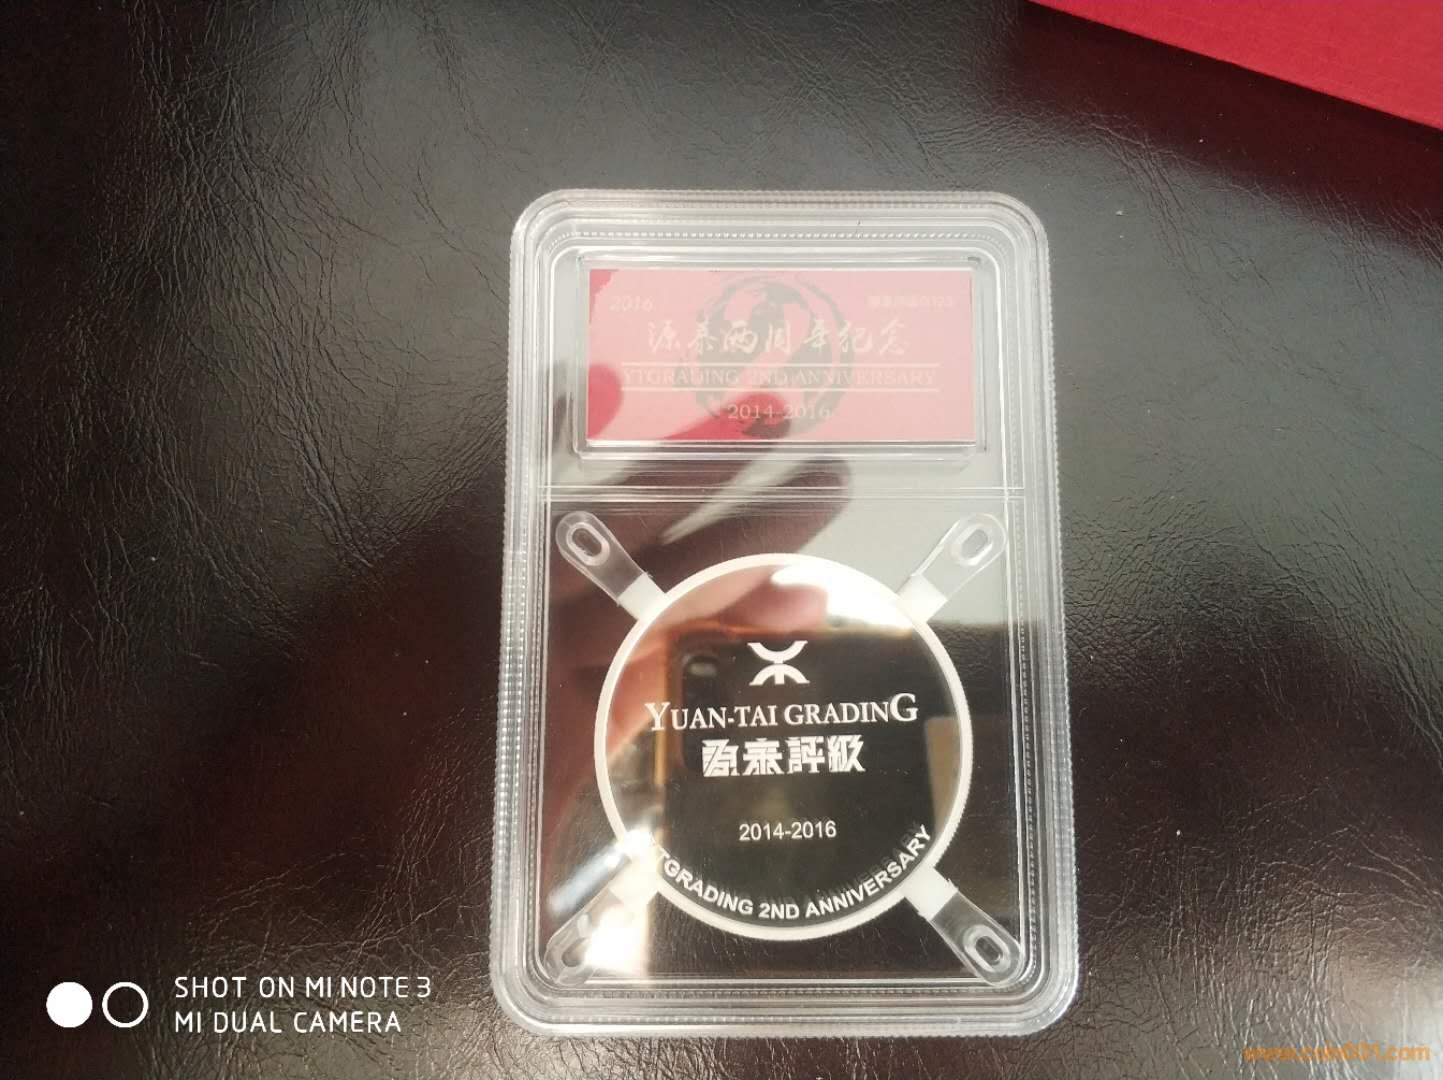 2016
源泰两周年纪念
YTGRADING 2ND ANNIVERSARY
2014-2016
YUAN-TAI GRADING
源泰評級
2014-2016
YTGRADING 2ND ANNIVERSARY
SHOT ON MI NOTE 3
MI DUAL CAMERA
www.coin001.com